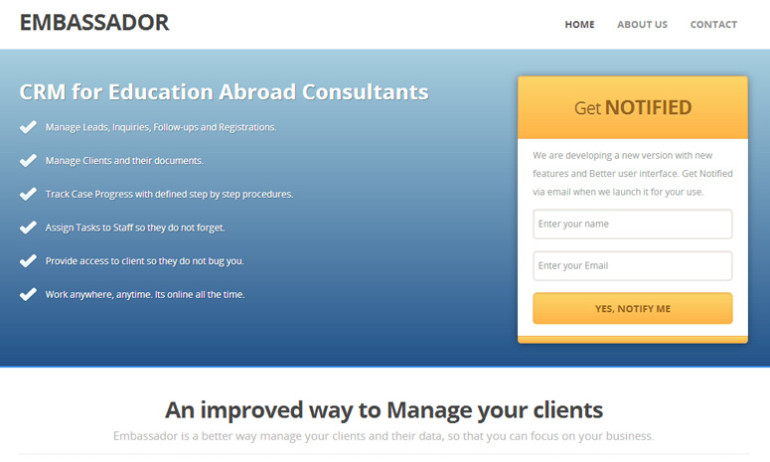 EMBASSADOR
HOME ABOUT US CONTACT
CRM for Education Abroad Consultants
Manage Leads, Inquiries, Follow-ups and Registrations.
Manage Clients and their documents.
Track Case Progress with defined step by step procedures.
Assign Tasks to Staff so they do not forget.
Provide access to client so they do not bug you.
Work anywhere, anytime. Its online all the time.
Get NOTIFIED
We are developing a new version with new
features and Better user interface. Get Notified
via email when we launch it for your use.
Enter your name
Enter your Email
YES, NOTIFY ME
An improved way to Manage your clients
Embassador is a better way manage your clients and their data, so that you can focus on your business.